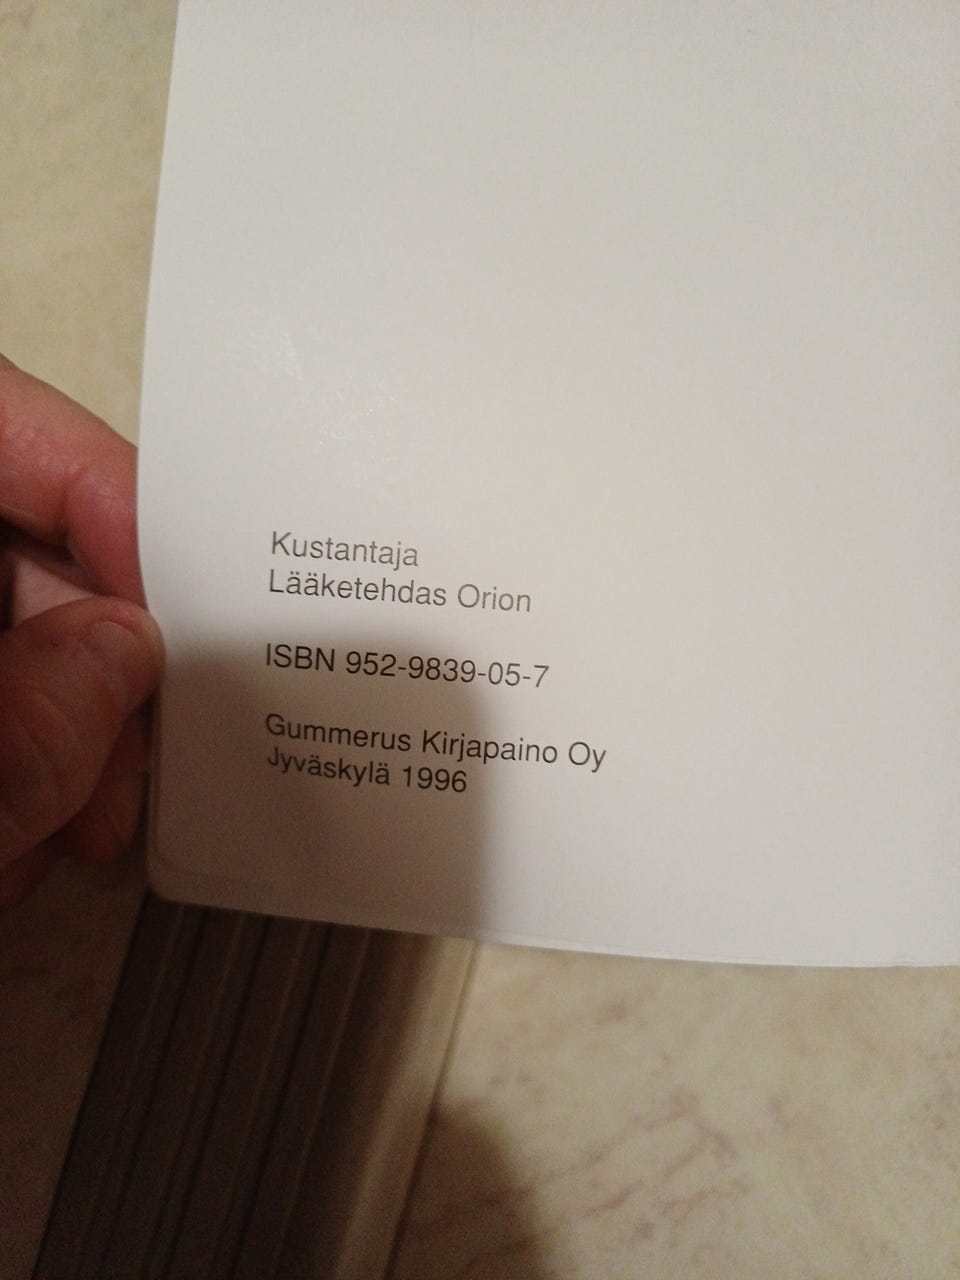 Kustantaja
Lääketehdas Orion
ISBN 952-9839-05-7
Gummerus Kirjapaino Oy
Jyväskylä 1996